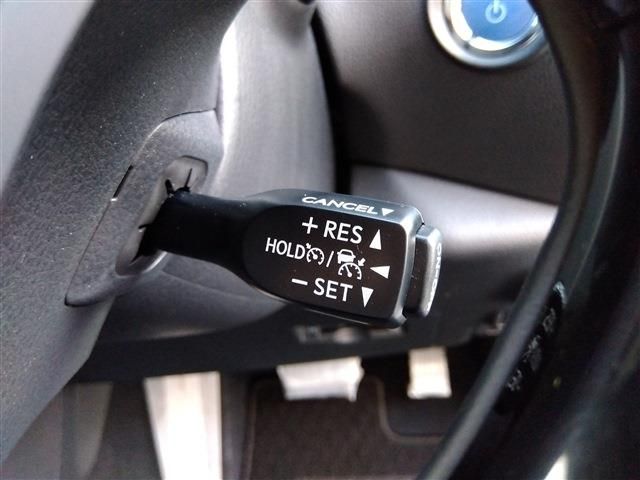 CANCEL▼
+ RES ▲
HOLD / ◀
− SET ▼